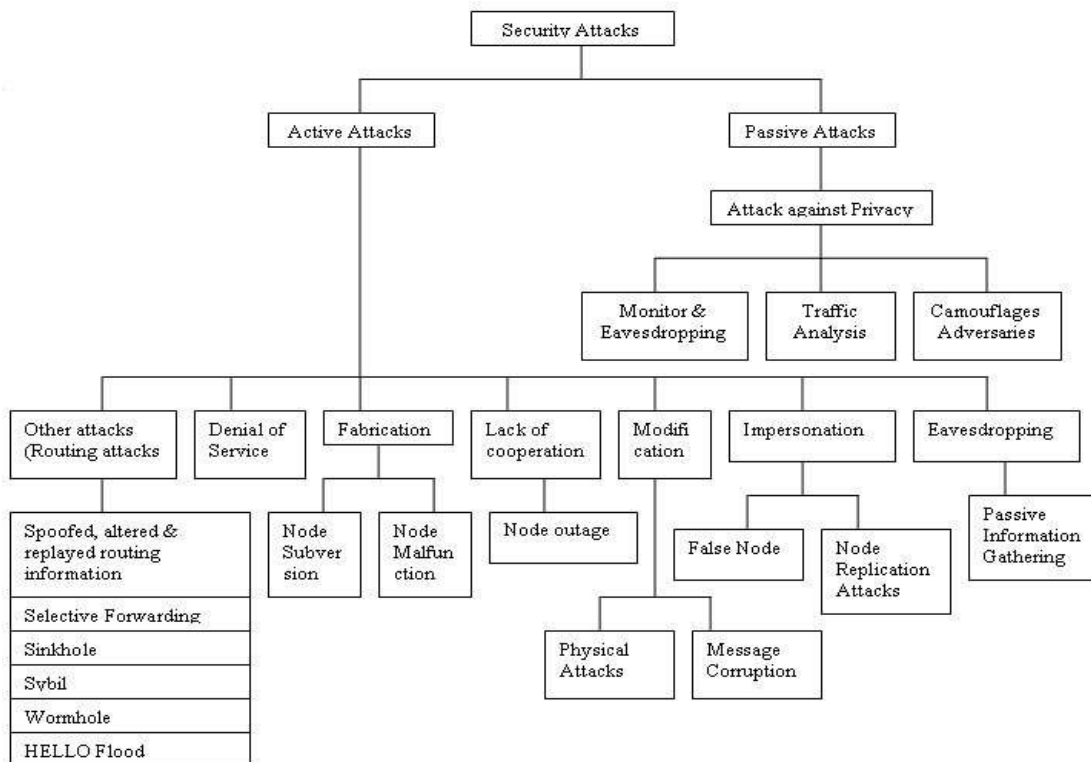 Security Attacks
Active Attacks
Passive Attacks
Attack against Privacy
Monitor &
Eavesdropping
Traffic
Analysis
Camouflages
Adversaries
Other attacks
(Routing attacks
Denial of
Service
Fabrication
Lack of
cooperation
Modifi
cation
Impersonation
Eavesdropping
Spoofed, altered &
replayed routing
information
Selective Forwarding
Sinkhole
Sybil
Wormhole
HELLO Flood
Node
Subver
sion
Node
Malfun
ction
Node outage
Physical
Attacks
Message
Corruption
False Node
Node
Replication
Attacks
Passive
Information
Gathering